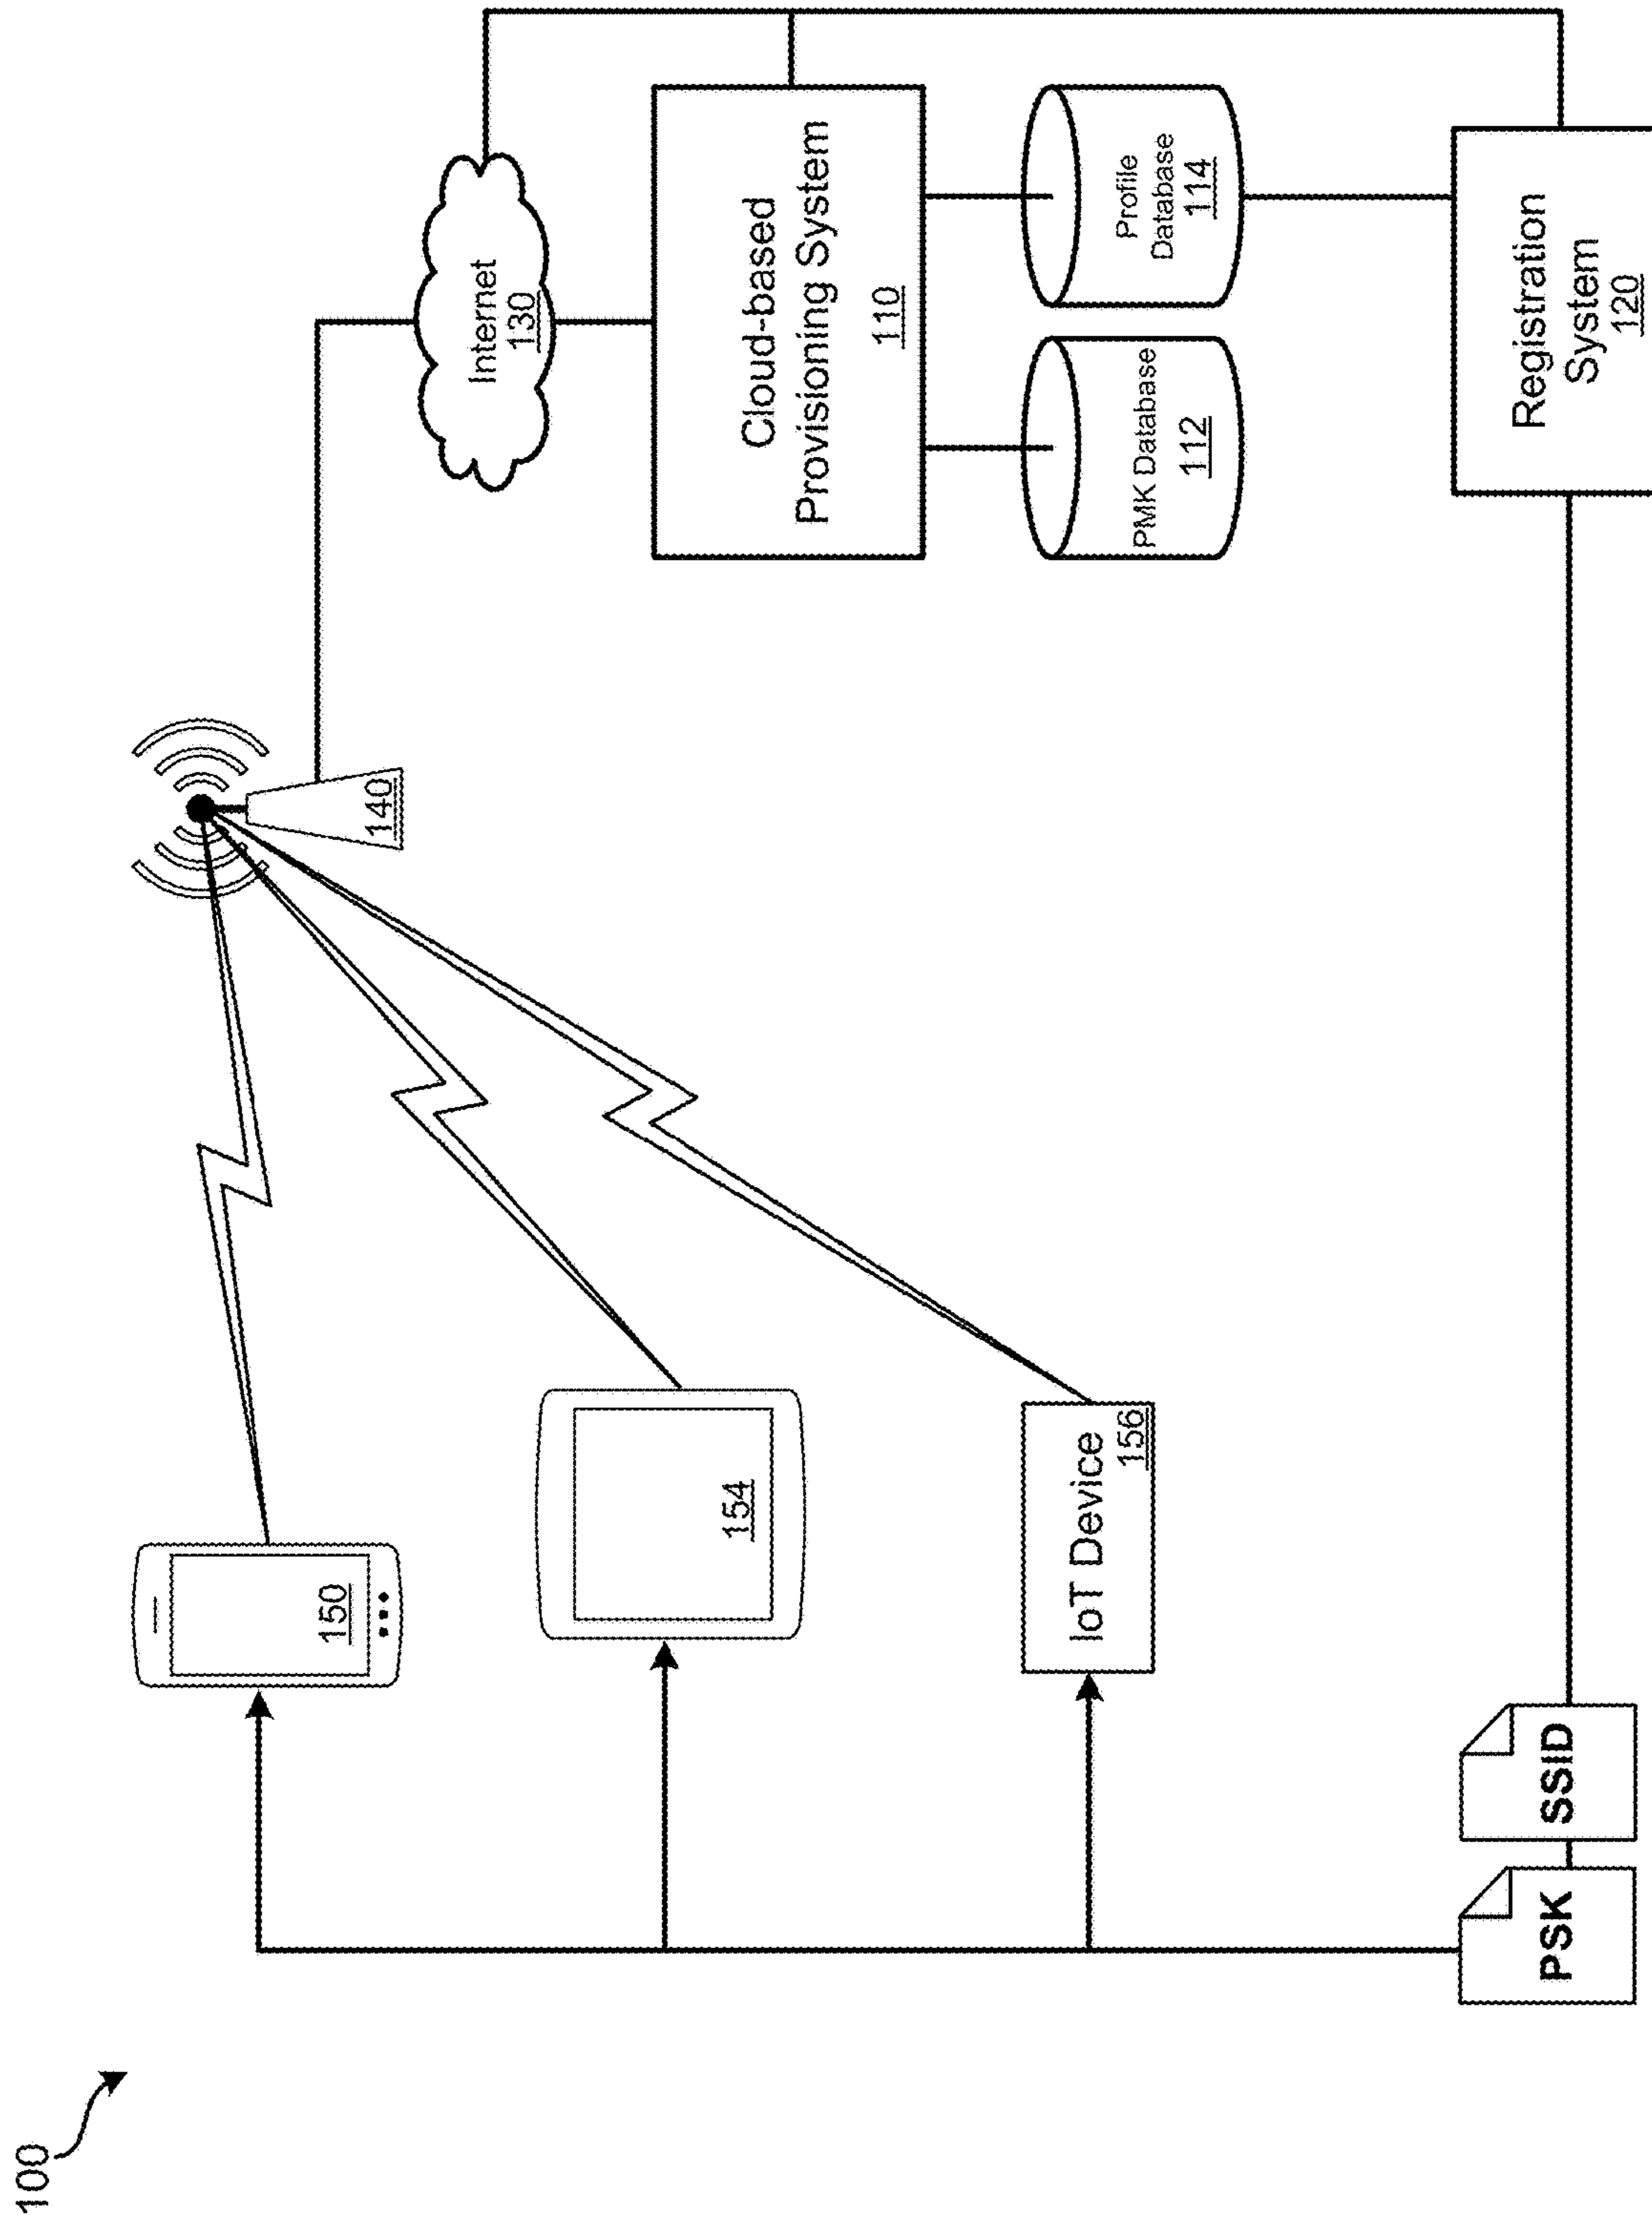 100
150
154
IoT Device
156
PSK
SSID
140
Internet
130
Cloud-based
Provisioning System
110
PMK Database
112
Profile
Database
114
Registration
System
120